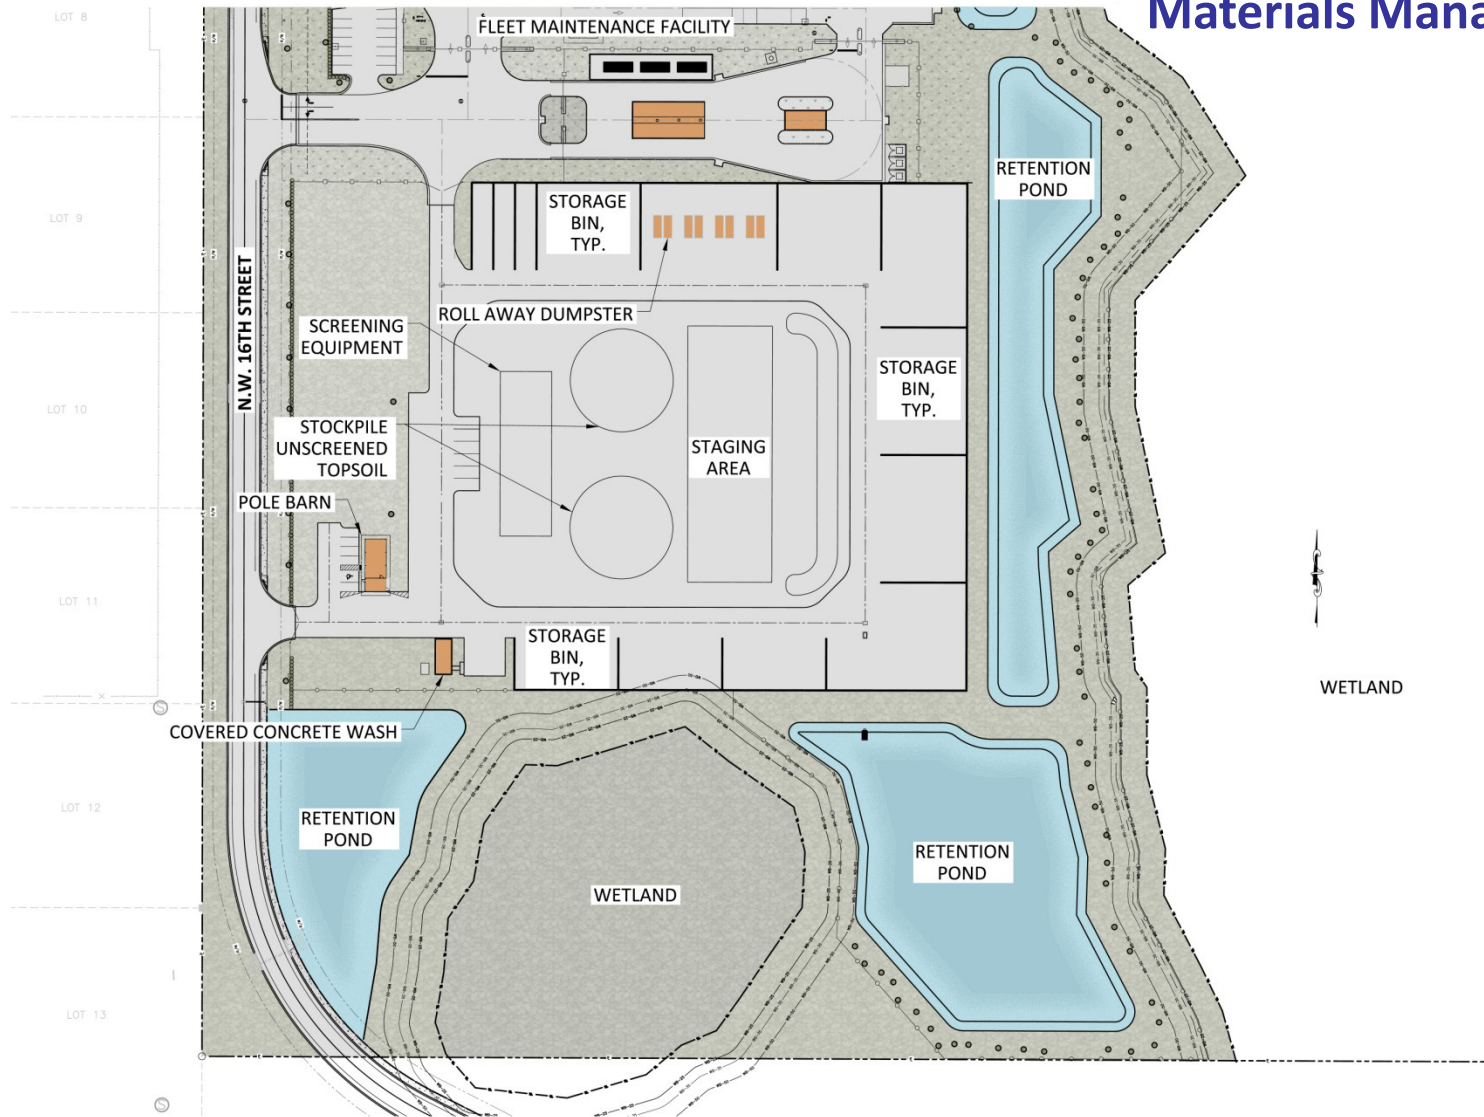 Materials Mana
LOT 8
FLEET MAINTENANCE FACILITY
RETENTION
POND
LOT 9
STORAGE
BIN,
TYP.
N.W. 16TH STREET
ROLL AWAY DUMPSTER
SCREENING
EQUIPMENT
STORAGE
BIN,
TYP.
LOT 10
STOCKPILE
UNSCREENED
TOPSOIL
STAGING
AREA
POLE BARN
LOT 11
STORAGE
BIN,
TYP.
WETLAND
S
COVERED CONCRETE WASH
LOT 12
RETENTION
POND
RETENTION
POND
WETLAND
LOT 13
S